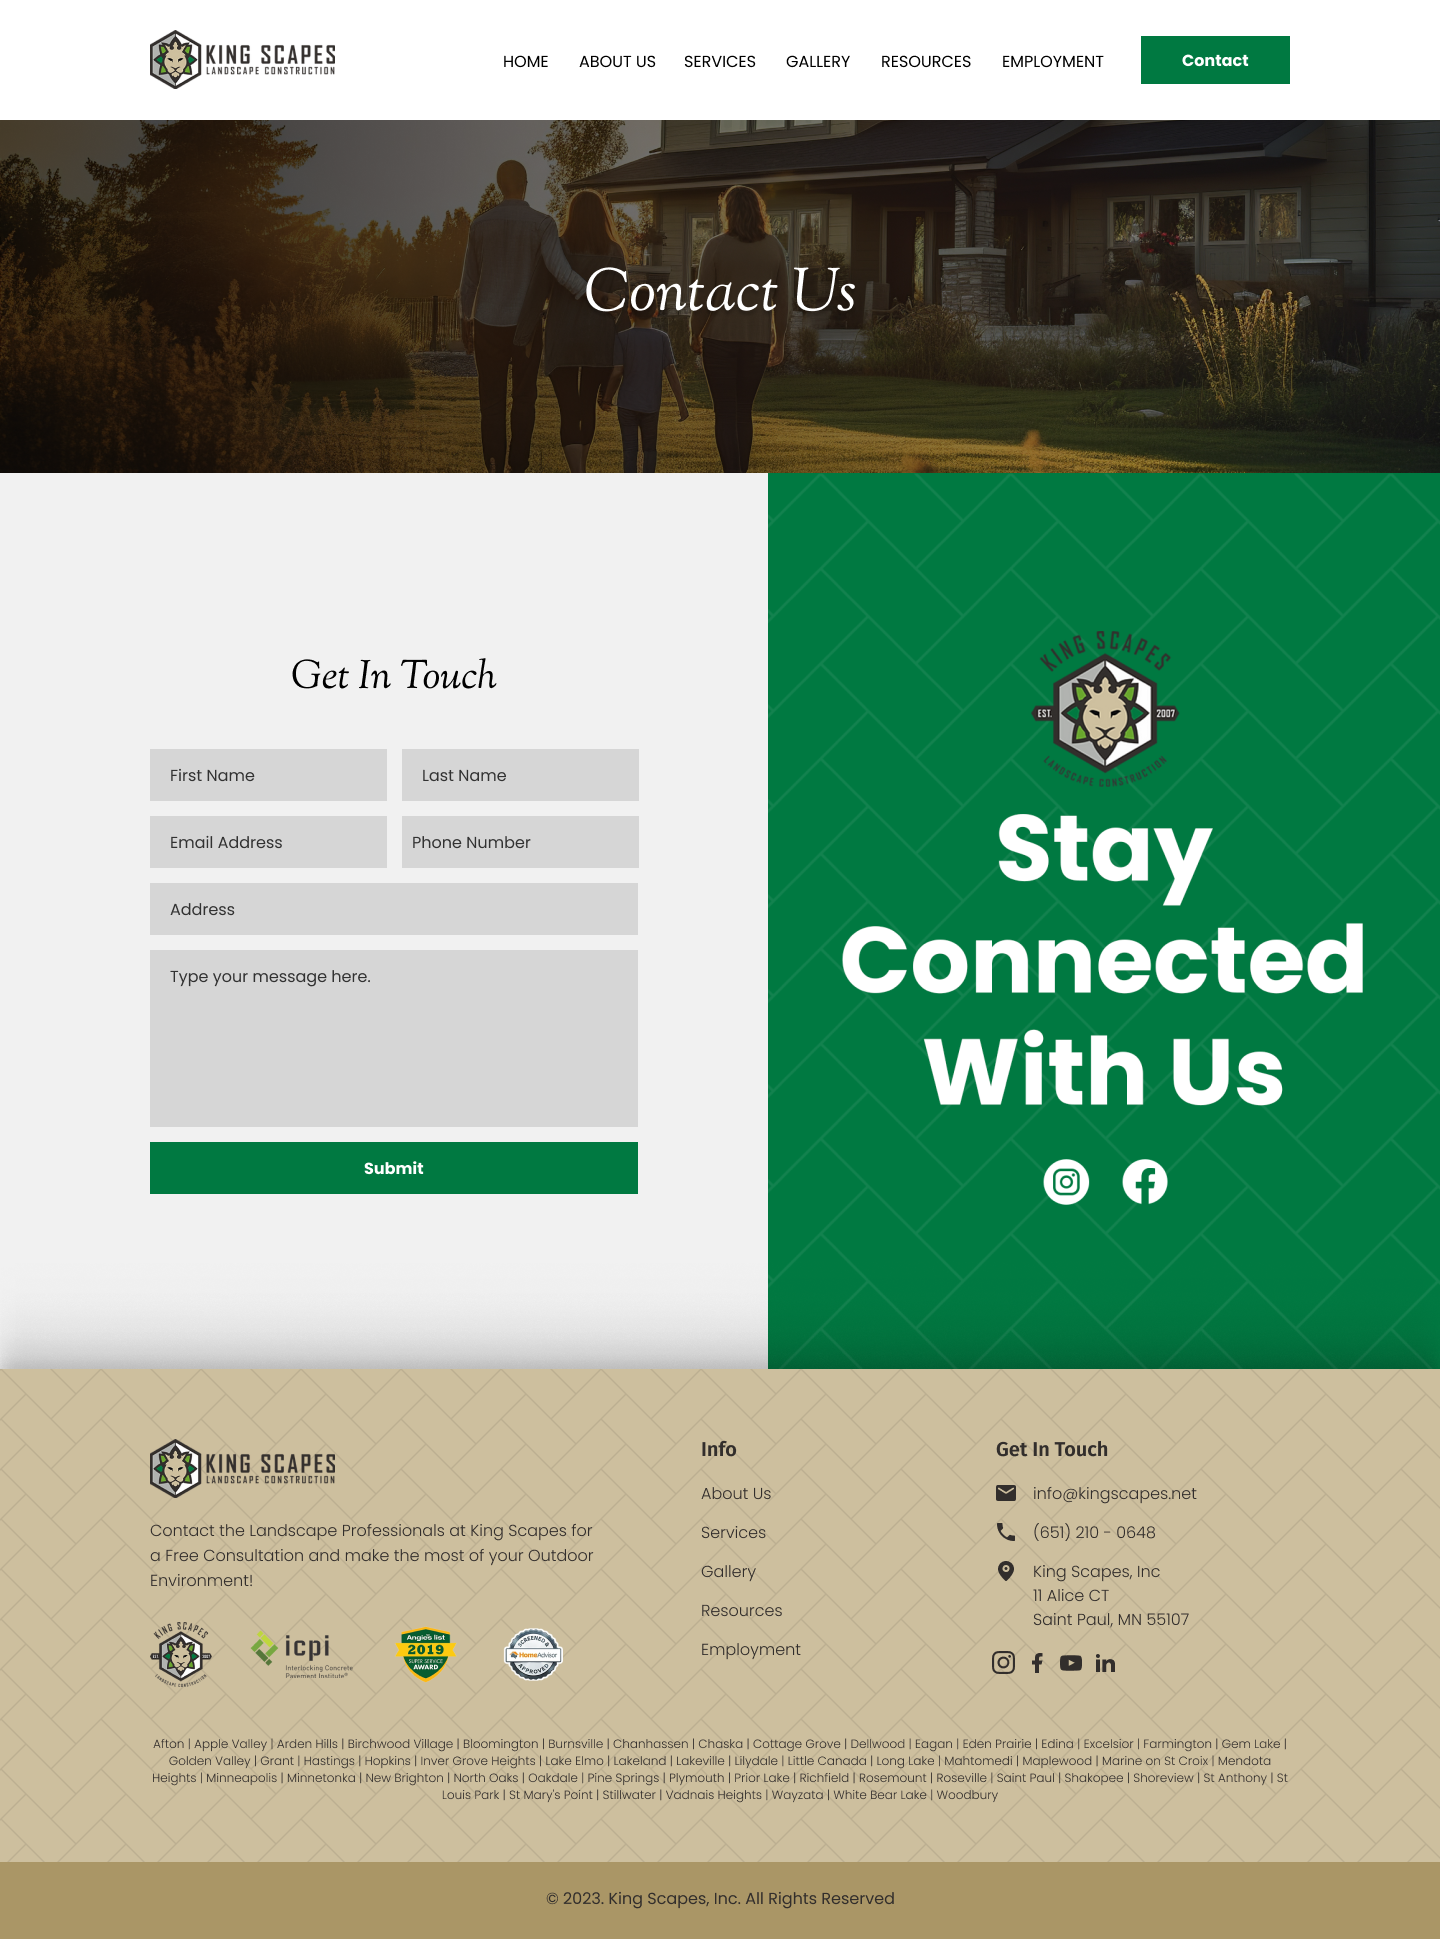 KING SCAPES
LANDSCAPE CONSTRUCTION
HOME ABOUT US SERVICES GALLERY RESOURCES EMPLOYMENT Contact
Contact Us
Get In Touch
First Name Last Name
Email Address Phone Number
Address
Type your message here.
Submit
KING SCAPES
EST. 2007
LANDSCAPE CONSTRUCTION
Stay
Connected
With Us
KING SCAPES
LANDSCAPE CONSTRUCTION
Contact the Landscape Professionals at King Scapes for
a Free Consultation and make the most of your Outdoor
Environment!
KING SCAPES
LANDSCAPE CONSTRUCTION
icpi
Interlocking Concrete
Pavement Institute®
Angie's list
2019
SUPER SERVICE
AWARD
SCREENED &
HomeAdvisor
APPROVED
Info
About Us
Services
Gallery
Resources
Employment
Get In Touch
info@kingscapes.net
(651) 210 - 0648
King Scapes, Inc
11 Alice CT
Saint Paul, MN 55107
Afton | Apple Valley | Arden Hills | Birchwood Village | Bloomington | Burnsville | Chanhassen | Chaska | Cottage Grove | Dellwood | Eagan | Eden Prairie | Edina | Excelsior | Farmington | Gem Lake |
Golden Valley | Grant | Hastings | Hopkins | Inver Grove Heights | Lake Elmo | Lakeland | Lakeville | Lilydale | Little Canada | Long Lake | Mahtomedi | Maplewood | Marine on St Croix | Mendota
Heights | Minneapolis | Minnetonka | New Brighton | North Oaks | Oakdale | Pine Springs | Plymouth | Prior Lake | Richfield | Rosemount | Roseville | Saint Paul | Shakopee | Shoreview | St Anthony | St
Louis Park | St Mary's Point | Stillwater | Vadnais Heights | Wayzata | White Bear Lake | Woodbury
© 2023. King Scapes, Inc. All Rights Reserved